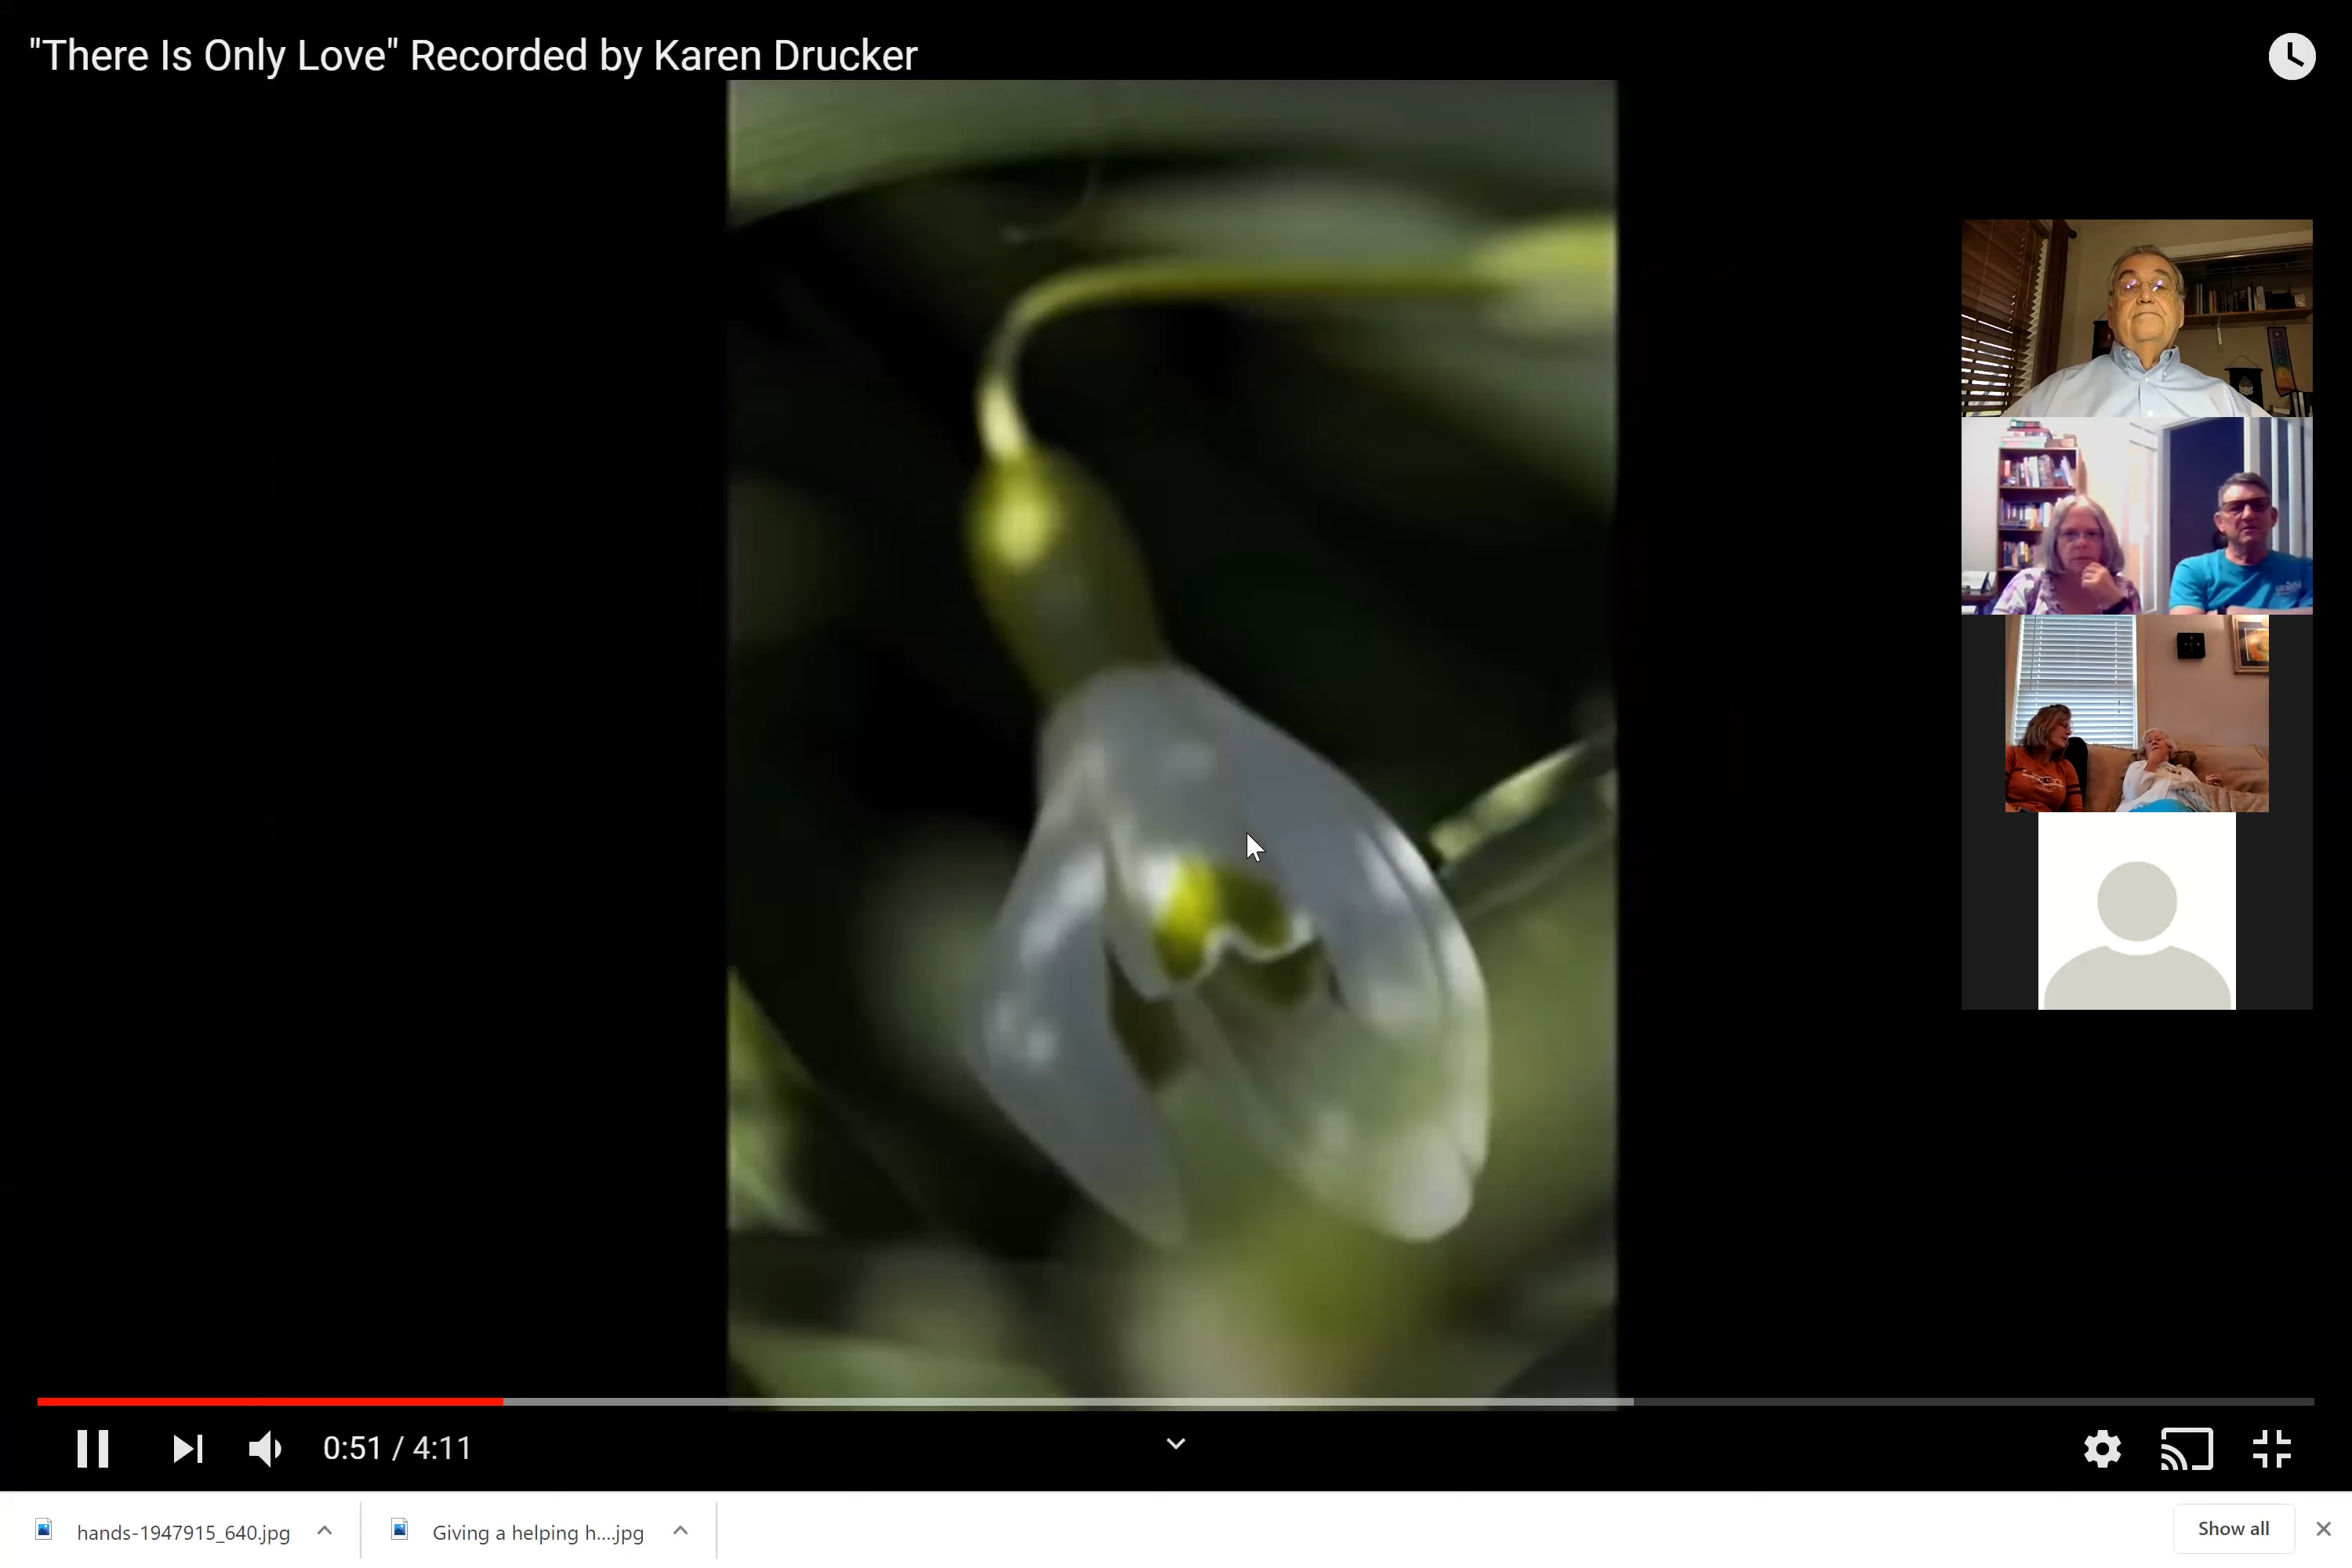 "There Is Only Love" Recorded by Karen Drucker
0:51 / 4:11
hands-1947915_640.jpg
Giving a helping h....jpg
Show all